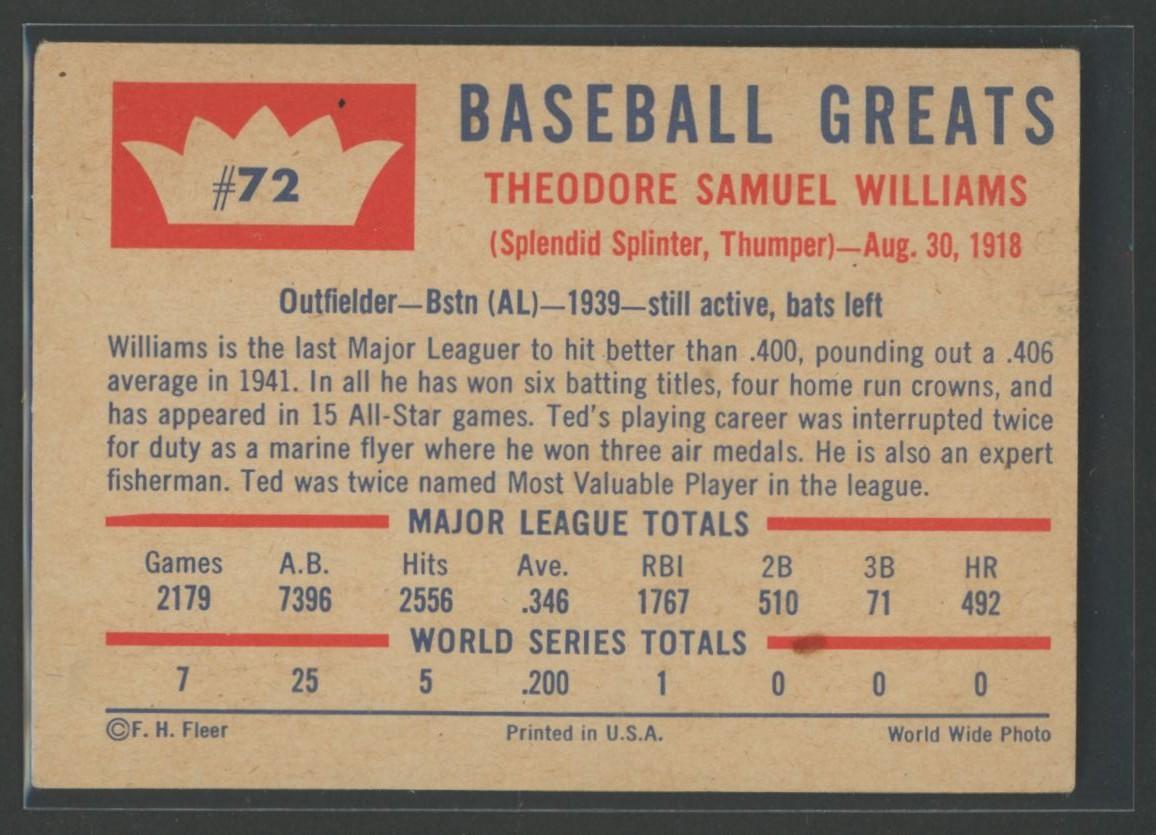 #72
BASEBALL GREATS
THEODORE SAMUEL WILLIAMS
(Splendid Splinter, Thumper)—Aug. 30, 1918
Outfielder—Bstn (AL)—1939—still active, bats left
Williams is the last Major Leaguer to hit better than .400, pounding out a .406
average in 1941. In all he has won six batting titles, four home run crowns, and
has appeared in 15 All-Star games. Ted's playing career was interrupted twice
for duty as a marine flyer where he won three air medals. He is also an expert
fisherman. Ted was twice named Most Valuable Player in the league.
MAJOR LEAGUE TOTALS
Games A.B. Hits Ave. RBI 2B 3B HR
2179 7396 2556 .346 1767 510 71 492
WORLD SERIES TOTALS
7 25 5 .200 1 0 0 0
©F. H. Fleer Printed in U.S.A. World Wide Photo